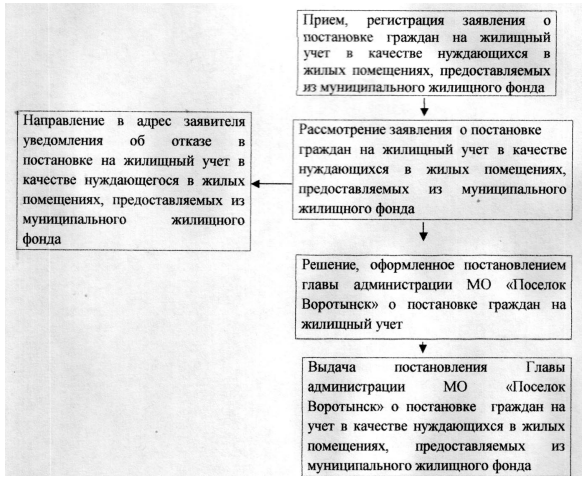 Прием, регистрация заявления о
постановке граждан на жилищный
учет в качестве нуждающихся в
жилых помещениях, предоставляемых
из муниципального жилищного фонда
Направление в адрес заявителя
уведомления об отказе в
постановке на жилищный учет в
качестве нуждающегося в жилых
помещениях, предоставляемых из
муниципального жилищного
фонда
Рассмотрение заявления о постановке
граждан на жилищный учет в качестве
нуждающихся в жилых помещениях,
предоставляемых из муниципального
жилищного фонда
Решение, оформленное постановлением
главы администрации МО «Поселок
Воротынск» о постановке граждан на
жилищный учет
Выдача постановления Главы
администрации МО «Поселок
Воротынск» о постановке граждан на
учет в качестве нуждающихся в жилых
помещениях, предоставляемых из
муниципального жилищного фонда